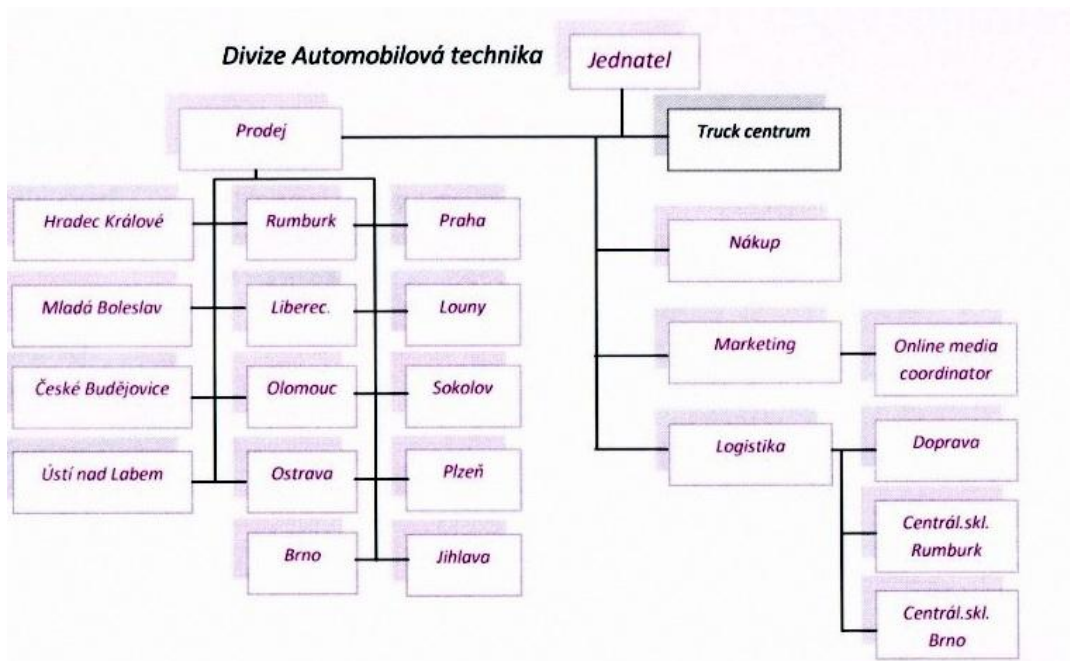 Divize Automobilová technika
Jednatel
Prodej
Truck centrum
Hradec Králové
Rumburk
Praha
Nákup
Mladá Boleslav
Liberec.
Louny
Marketing
Online media
coordinator
České Budějovice
Olomouc
Sokolov
Logistika
Doprava
Ústí nad Labem
Ostrava
Plzeň
Centrál.skl.
Rumburk
Brno
Jihlava
Centrál.skl.
Brno